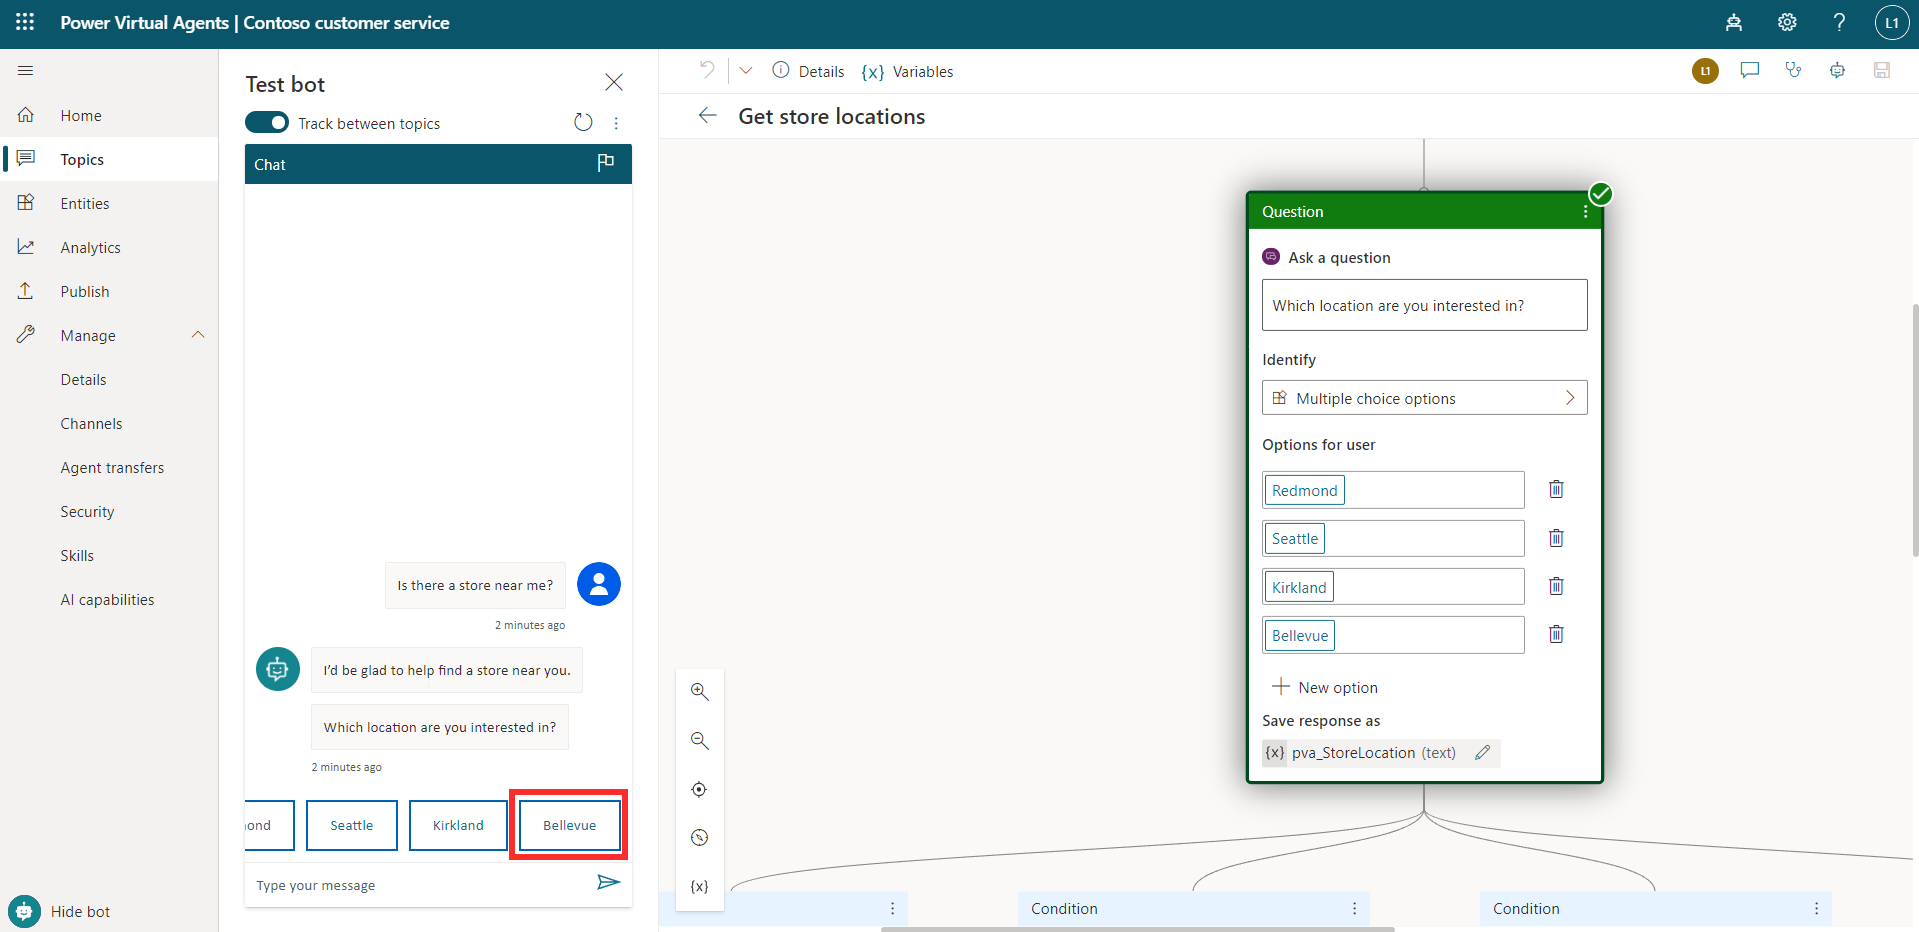 Power Virtual Agents | Contoso customer service
L1
Home
Topics
Entities
Analytics
Publish
Manage
Details
Channels
Agent transfers
Security
Skills
AI capabilities
Hide bot
Test bot
Track between topics
Chat
Is there a store near me?
2 minutes ago
I'd be glad to help find a store near you.
Which location are you interested in?
2 minutes ago
ond
Seattle
Kirkland
Bellevue
Type your message
Details
{x} Variables
L1
Get store locations
Question
Ask a question
Which location are you interested in?
Identify
Multiple choice options
Options for user
Redmond
Seattle
Kirkland
Bellevue
New option
Save response as
{x} pva_StoreLocation (text)
{x}
Condition
Condition